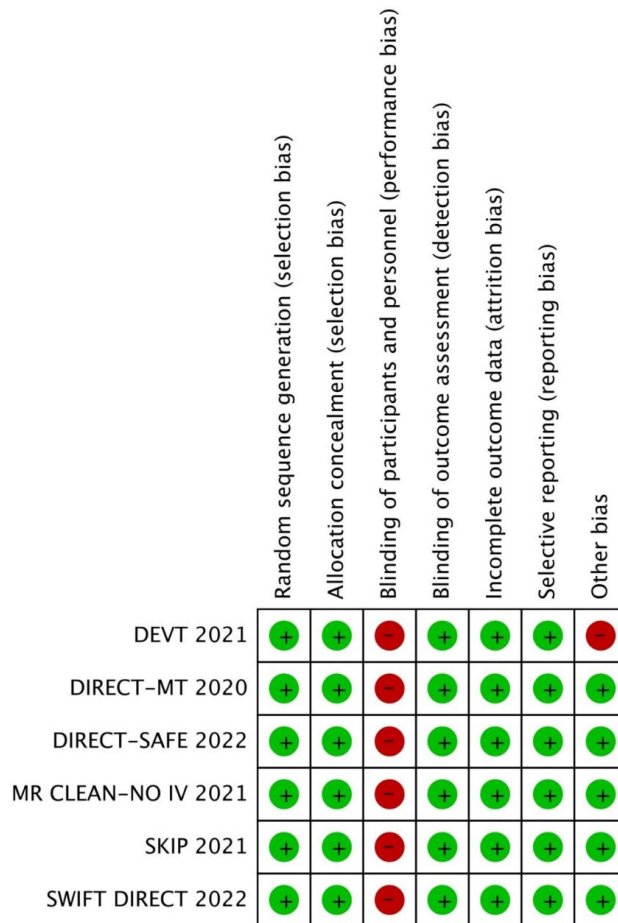 Random sequence generation (selection bias)
Allocation concealment (selection bias)
Blinding of participants and personnel (performance bias)
Blinding of outcome assessment (detection bias)
Incomplete outcome data (attrition bias)
Selective reporting (reporting bias)
Other bias
DEVT 2021 + + - + + + -
DIRECT-MT 2020 + + - + + + +
DIRECT-SAFE 2022 + + - + + + +
MR CLEAN-NO IV 2021 + + - + + + +
SKIP 2021 + + - + + + +
SWIFT DIRECT 2022 + + - + + + +